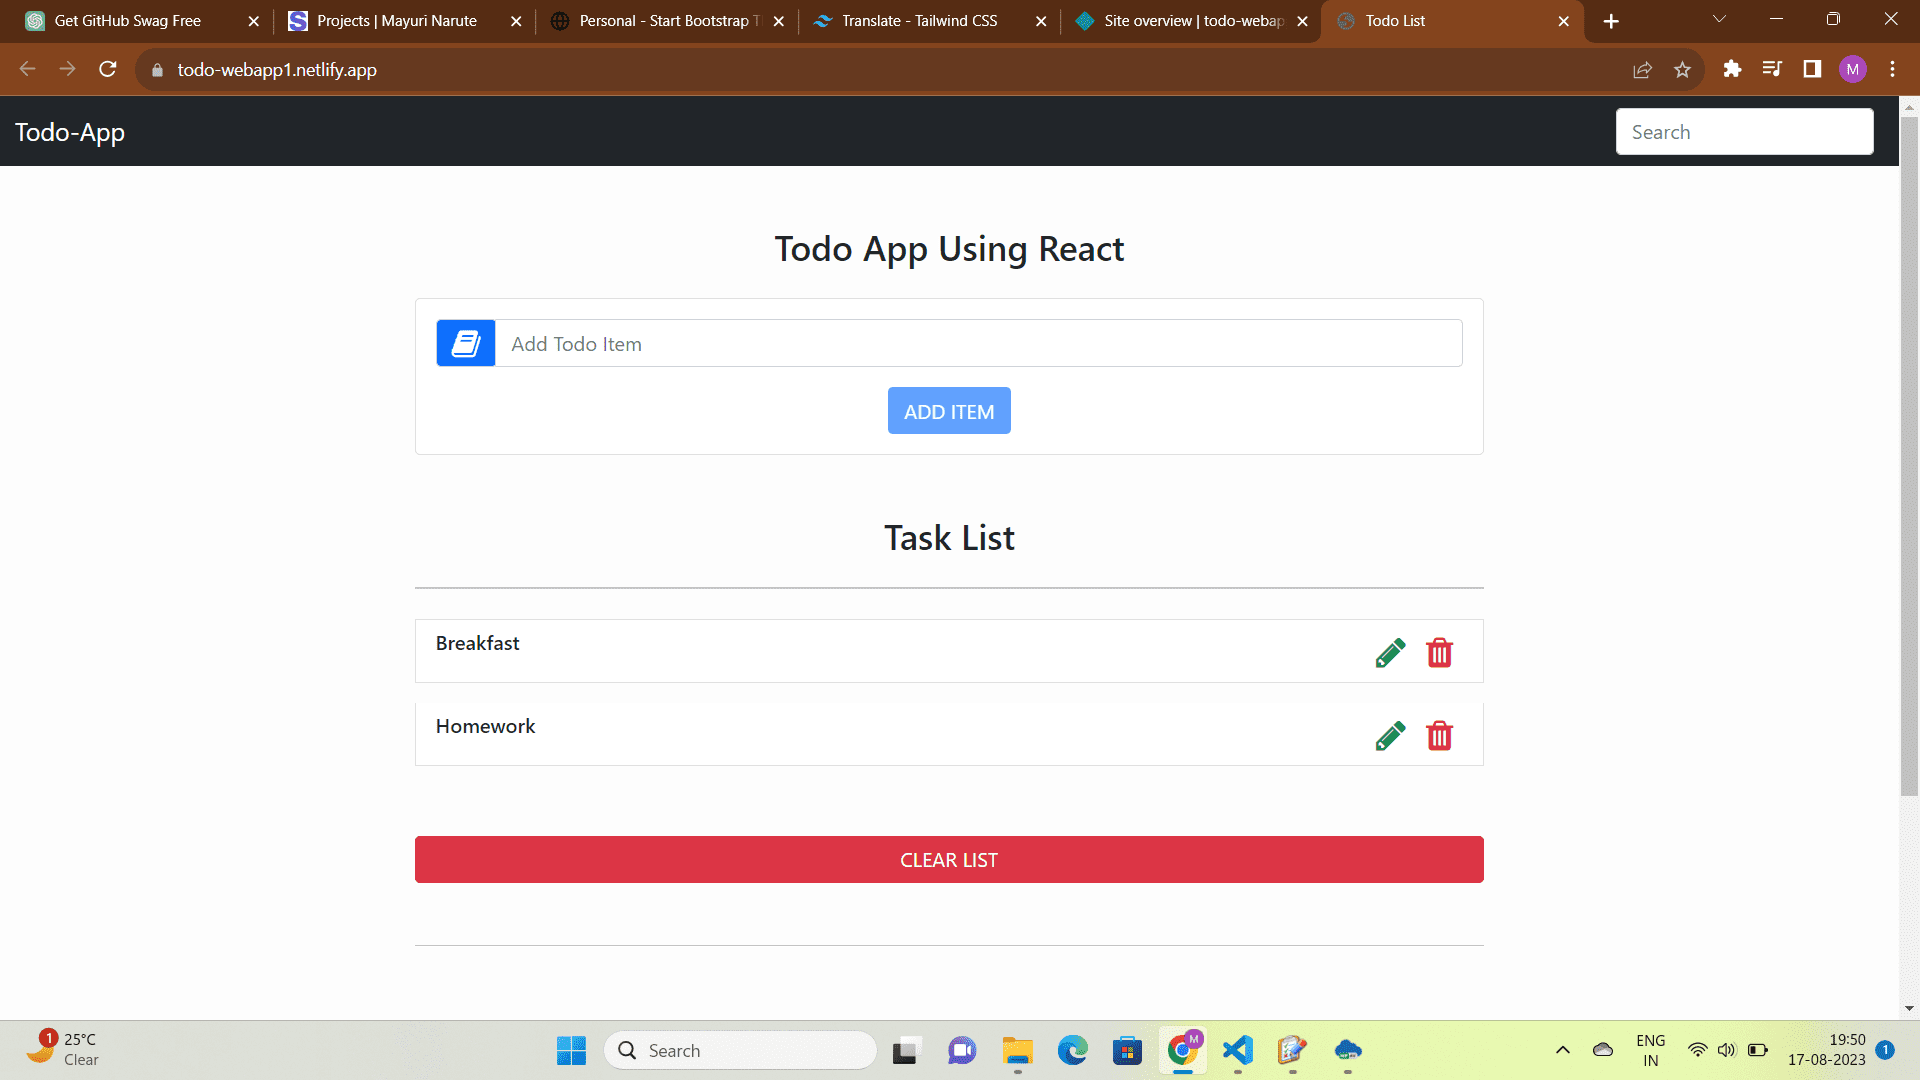 Get GitHub Swag Free
Projects | Mayuri Narute
Personal - Start Bootstrap T
Translate - Tailwind CSS
Site overview | todo-webap
Todo List
todo-webapp1.netlify.app
M
Todo-App
Search
Todo App Using React
Add Todo Item
ADD ITEM
Task List
Breakfast
Homework
CLEAR LIST
1
25°C
Clear
Search
M
ENG
IN
19:50
17-08-2023
1